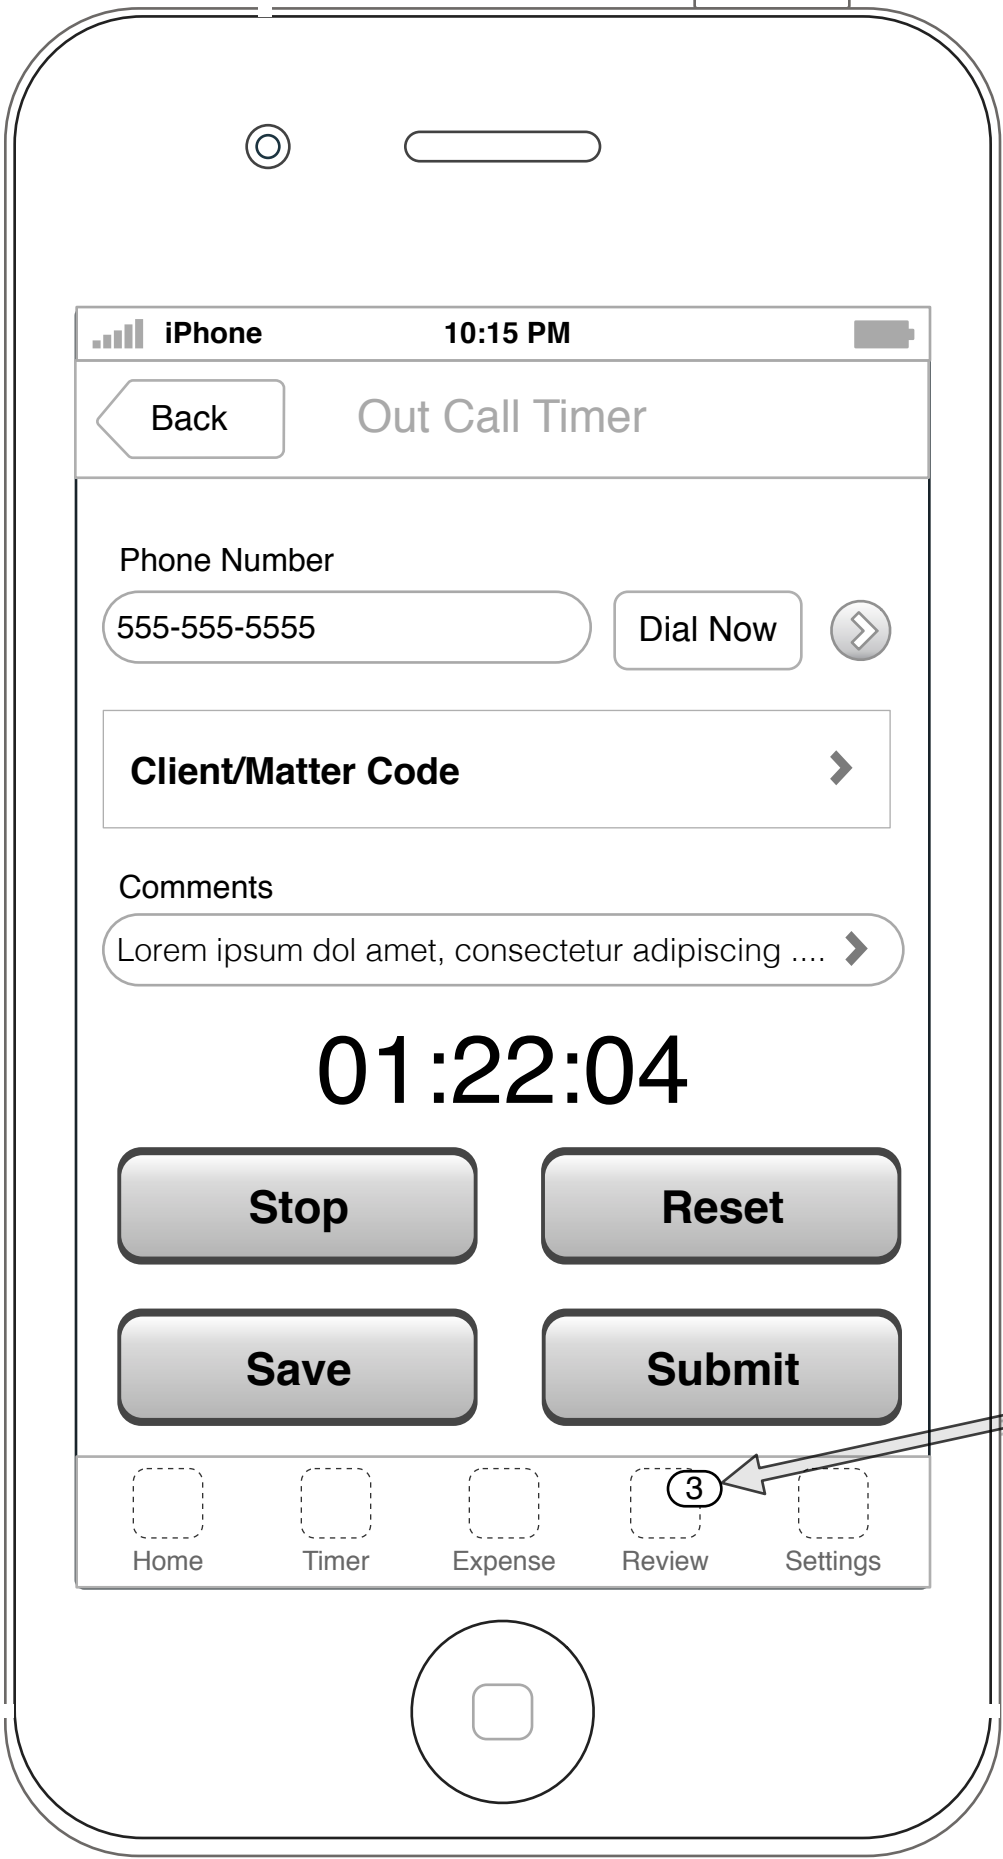 iPhone 10:15 PM
Back Out Call Timer
Phone Number
555-555-5555 Dial Now
Client/Matter Code
Comments
Lorem ipsum dol amet, consectetur adipiscing ....
01:22:04
Stop Reset
Save Submit
3
Home Timer Expense Review Settings